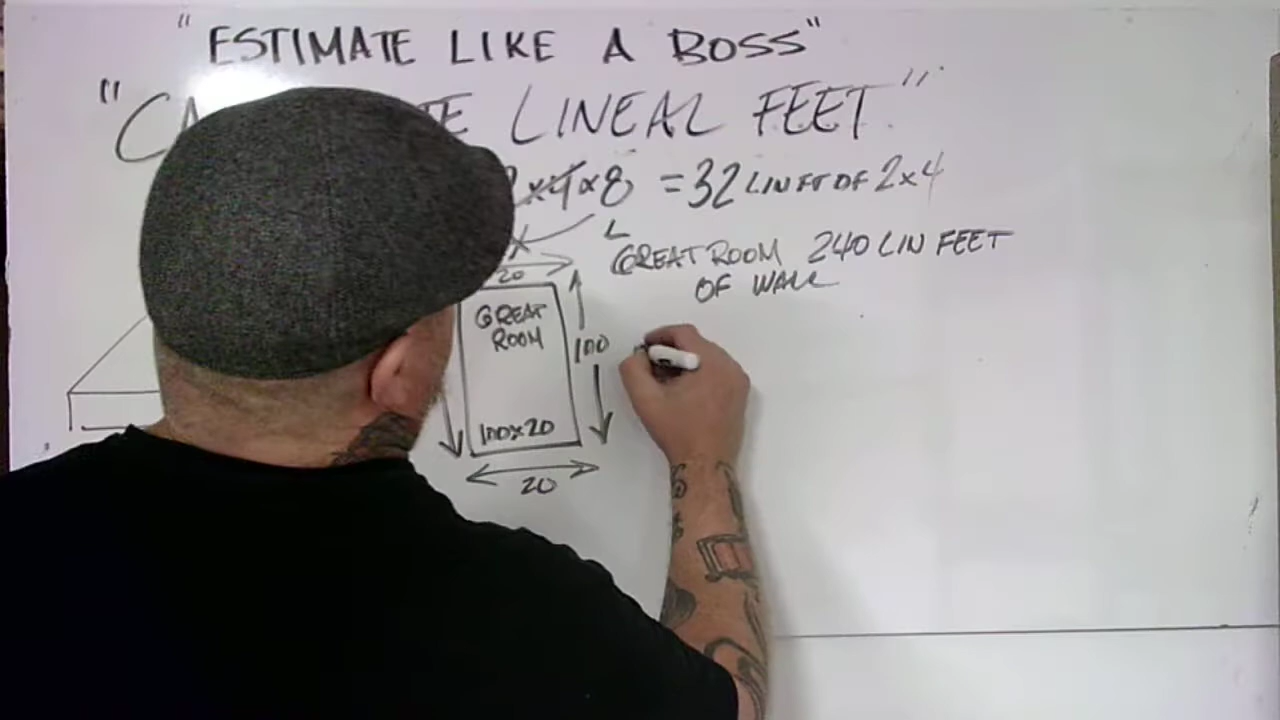 "ESTIMATE LIKE A BOSS"
LINEAL FEET"
x4x8 = 32 LIN FT OF 2x4
L
GREAT ROOM 240 LIN FEET
OF WALL
20
GREAT
ROOM
100
100x20
20